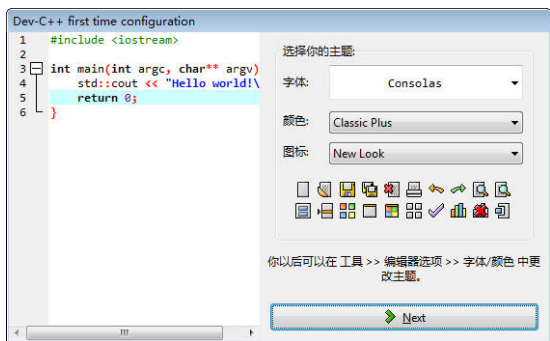 Dev-C++ first time configuration
1 #include <iostream>
2
3 int main(int argc, char** argv)
4 std::cout << "Hello world!\
5 return 0;
6 }
选择你的主题:
字体: Consolas
颜色: Classic Plus
图标: New Look
你以后可以在 工具 >> 编辑器选项 >> 字体/颜色 中更
改主题。
Next